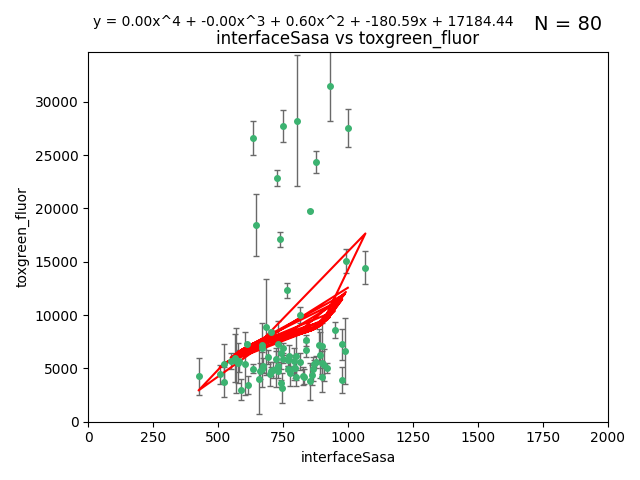 y = 0.00x^4 + -0.00x^3 + 0.60x^2 + -180.59x + 17184.44
N = 80
interfaceSasa vs toxgreen_fluor
30000
25000
20000
15000
10000
5000
0
toxgreen_fluor
0 250 500 750 1000 1250 1500 1750 2000
interfaceSasa